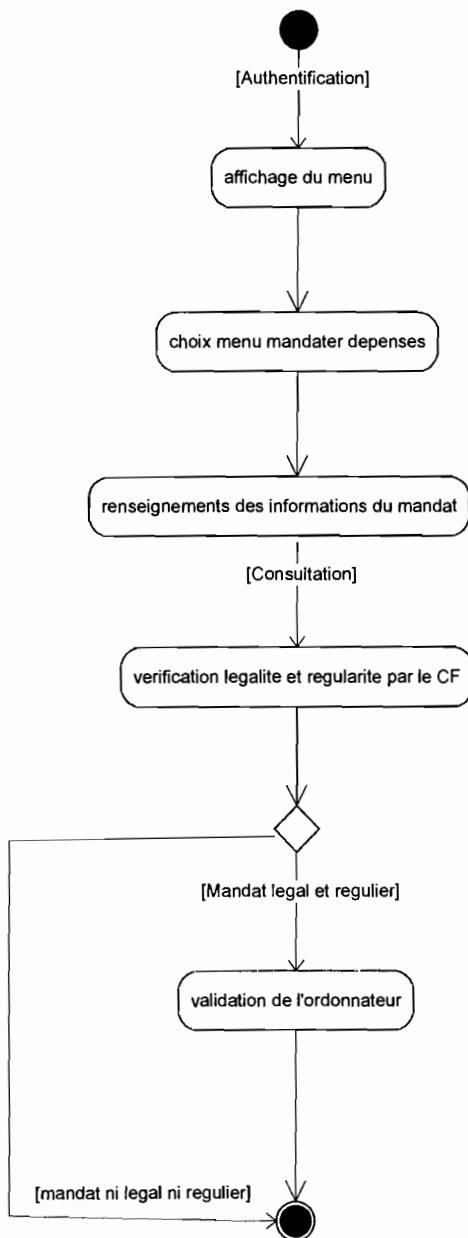 [Authentification]
affichage du menu
choix menu mandater depenses
renseignements des informations du mandat
[Consultation]
verification legalite et regularite par le CF
[Mandat legal et regulier]
validation de l'ordonnateur
[mandat ni legal ni regulier]